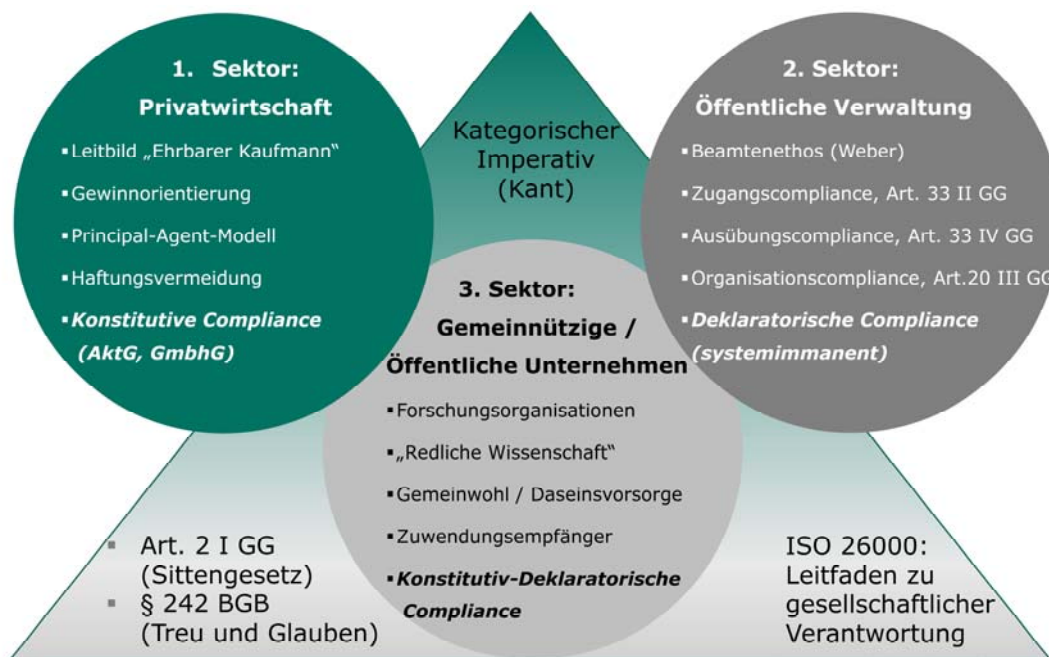 1. Sektor:
Privatwirtschaft
▪Leitbild „Ehrbarer Kaufmann“
▪Gewinnorientierung
▪Principal-Agent-Modell
▪Haftungsvermeidung
▪Konstitutive Compliance
(AktG, GmbhG)
Kategorischer
Imperativ
(Kant)
2. Sektor:
Öffentliche Verwaltung
▪Beamtenethos (Weber)
▪Zugangscompliance, Art. 33 II GG
▪Ausübungscompliance, Art. 33 IV GG
▪Organisationscompliance, Art.20 III GG
▪Deklaratorische Compliance
(systemimmanent)
3. Sektor:
Gemeinnützige /
Öffentliche Unternehmen
▪Forschungsorganisationen
▪„Redliche Wissenschaft“
▪Gemeinwohl / Daseinsvorsorge
▪Zuwendungsempfänger
▪Konstitutiv-Deklaratorische
Compliance
▪ Art. 2 I GG
(Sittengesetz)
▪ § 242 BGB
(Treu und Glauben)
ISO 26000:
Leitfaden zu
gesellschaftlicher
Verantwortung